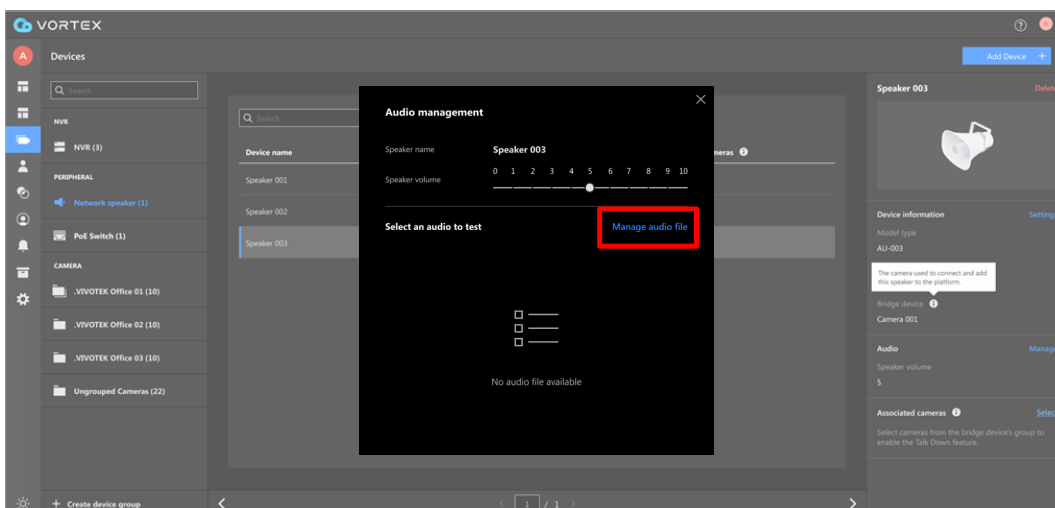 VORTEX
A
A
Devices
Add Device +
Search
NVR
NVR (3)
PERIPHERAL
Network speaker (1)
PoE Switch (1)
CAMERA
.VIVOTEK Office 01 (10)
.VIVOTEK Office 02 (10)
.VIVOTEK Office 03 (10)
Ungrouped Cameras (22)
+ Create device group
Search
Device name
Speaker 001
Speaker 002
Speaker 003
Audio management
Speaker name Speaker 003
Speaker volume 0 1 2 3 4 5 6 7 8 9 10
Select an audio to test Manage audio file
No audio file available
1 / 1
Speaker 003
Device information
Model type
AU-003
The camera used to connect and add
this speaker to the platform.
Bridge device
Camera 001
Audio
Speaker volume
5
Associated cameras
Select cameras from the bridge device's group to
enable the Talk Down feature.